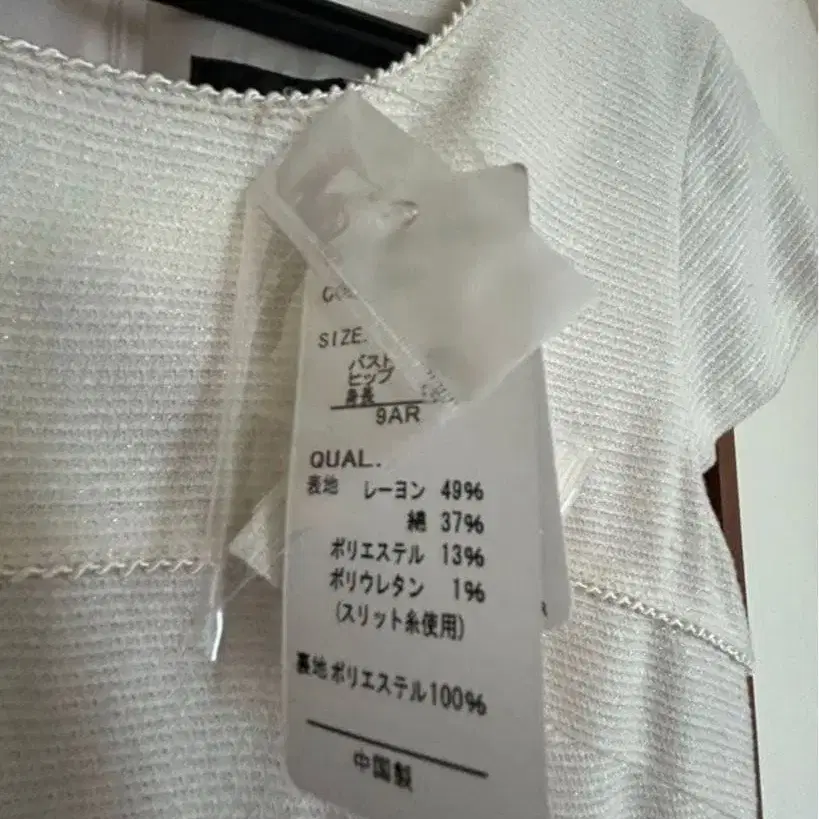 SIZE.
バスト
ヒップ
身長
9AR
QUAL.
表地 レーヨン 49%
綿 37%
ポリエステル 13%
ポリウレタン 1%
(スリット糸使用)
裏地 ポリエステル100%
中国製